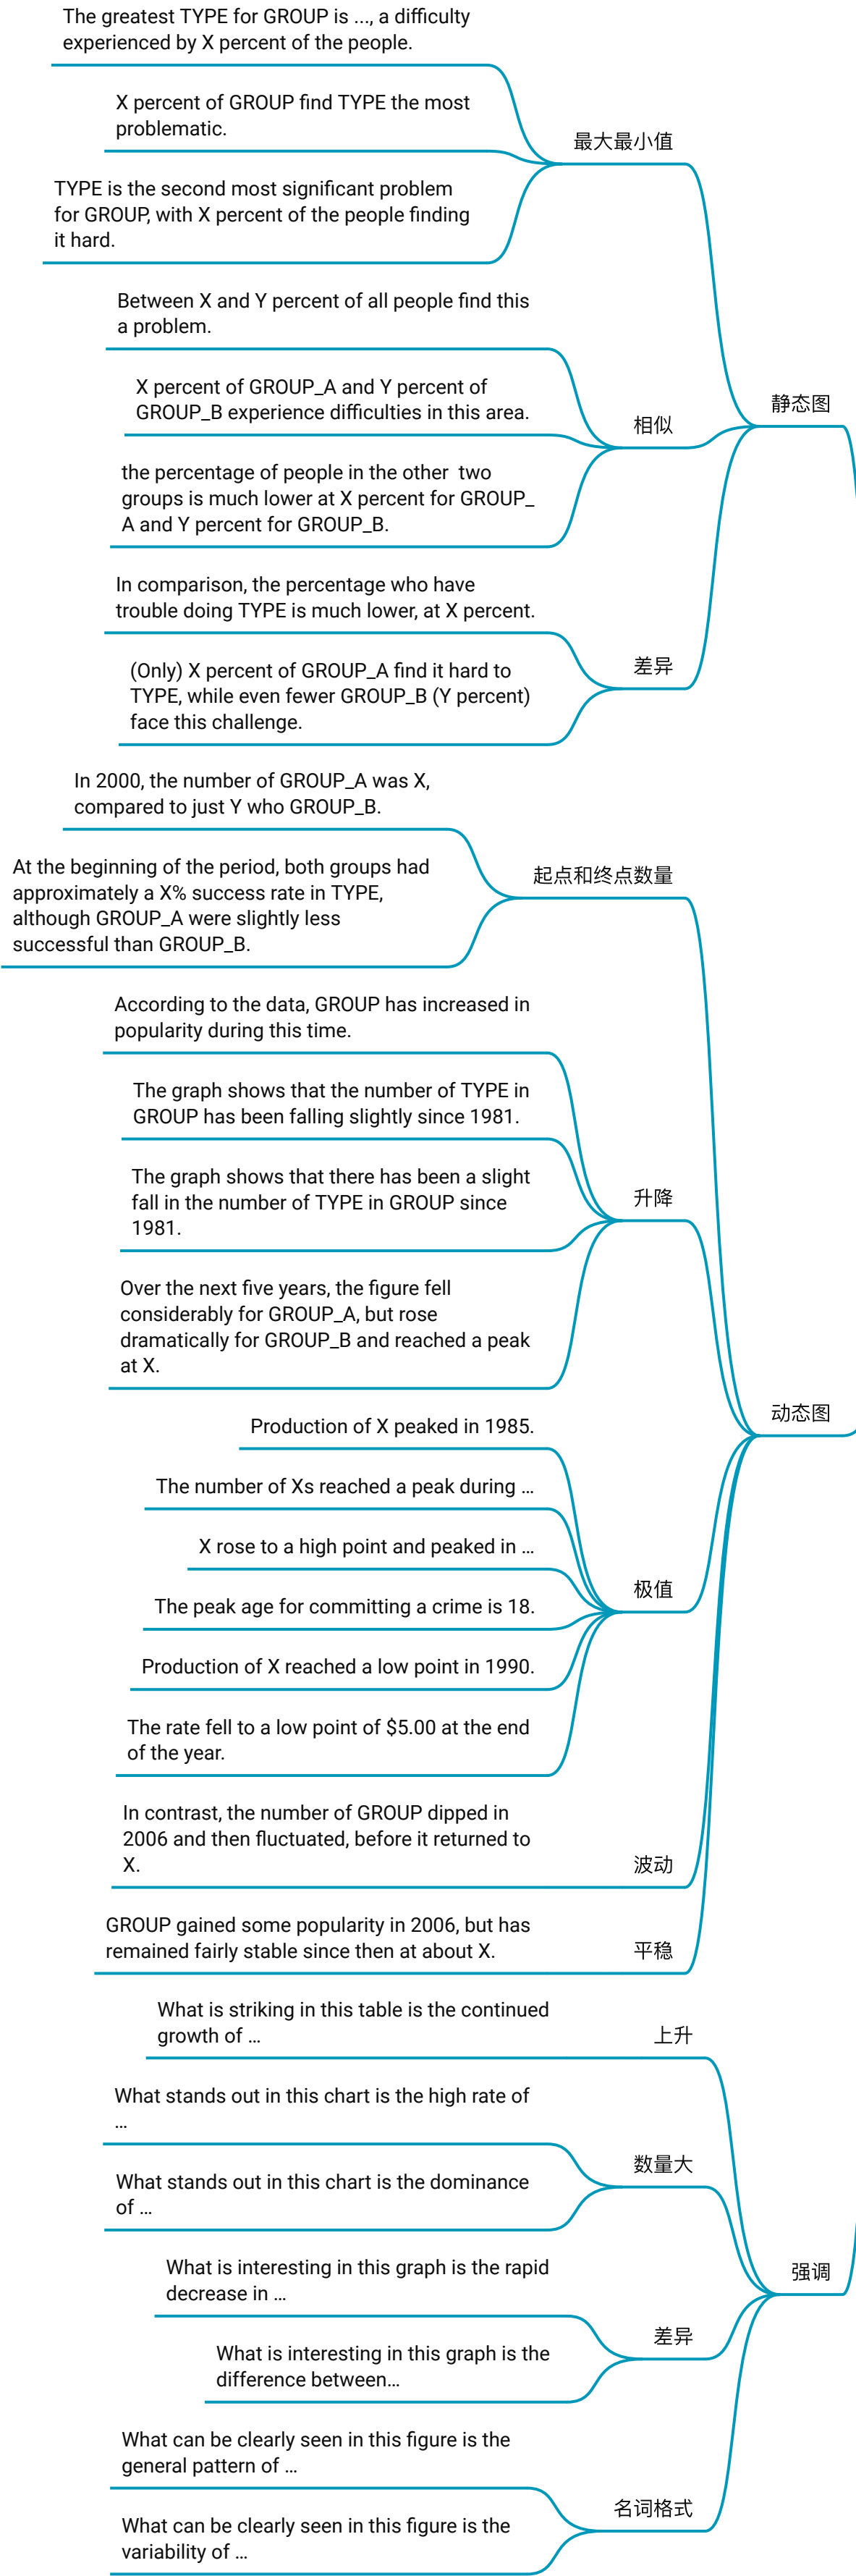 The greatest TYPE for GROUP is ..., a difficulty
experienced by X percent of the people.
X percent of GROUP find TYPE the most
problematic.
最大最小值
TYPE is the second most significant problem
for GROUP, with X percent of the people finding
it hard.
Between X and Y percent of all people find this
a problem.
X percent of GROUP_A and Y percent of
GROUP_B experience difficulties in this area.
相似
静态图
the percentage of people in the other  two
groups is much lower at X percent for GROUP_
A and Y percent for GROUP_B.
In comparison, the percentage who have
trouble doing TYPE is much lower, at X percent.
差异
(Only) X percent of GROUP_A find it hard to
TYPE, while even fewer GROUP_B (Y percent)
face this challenge.
In 2000, the number of GROUP_A was X,
compared to just Y who GROUP_B.
起点和终点数量
At the beginning of the period, both groups had
approximately a X% success rate in TYPE,
although GROUP_A were slightly less
successful than GROUP_B.
According to the data, GROUP has increased in
popularity during this time.
The graph shows that the number of TYPE in
GROUP has been falling slightly since 1981.
The graph shows that there has been a slight
fall in the number of TYPE in GROUP since
1981.
升降
Over the next five years, the figure fell
considerably for GROUP_A, but rose
dramatically for GROUP_B and reached a peak
at X.
动态图
Production of X peaked in 1985.
The number of Xs reached a peak during ...
X rose to a high point and peaked in ...
极值
The peak age for committing a crime is 18.
Production of X reached a low point in 1990.
The rate fell to a low point of $5.00 at the end
of the year.
In contrast, the number of GROUP dipped in
2006 and then fluctuated, before it returned to
X.
波动
GROUP gained some popularity in 2006, but has
remained fairly stable since then at about X.
平稳
What is striking in this table is the continued
growth of ...
上升
What stands out in this chart is the high rate of
...
数量大
What stands out in this chart is the dominance
of ...
强调
What is interesting in this graph is the rapid
decrease in ...
差异
What is interesting in this graph is the
difference between...
What can be clearly seen in this figure is the
general pattern of ...
名词格式
What can be clearly seen in this figure is the
variability of ...